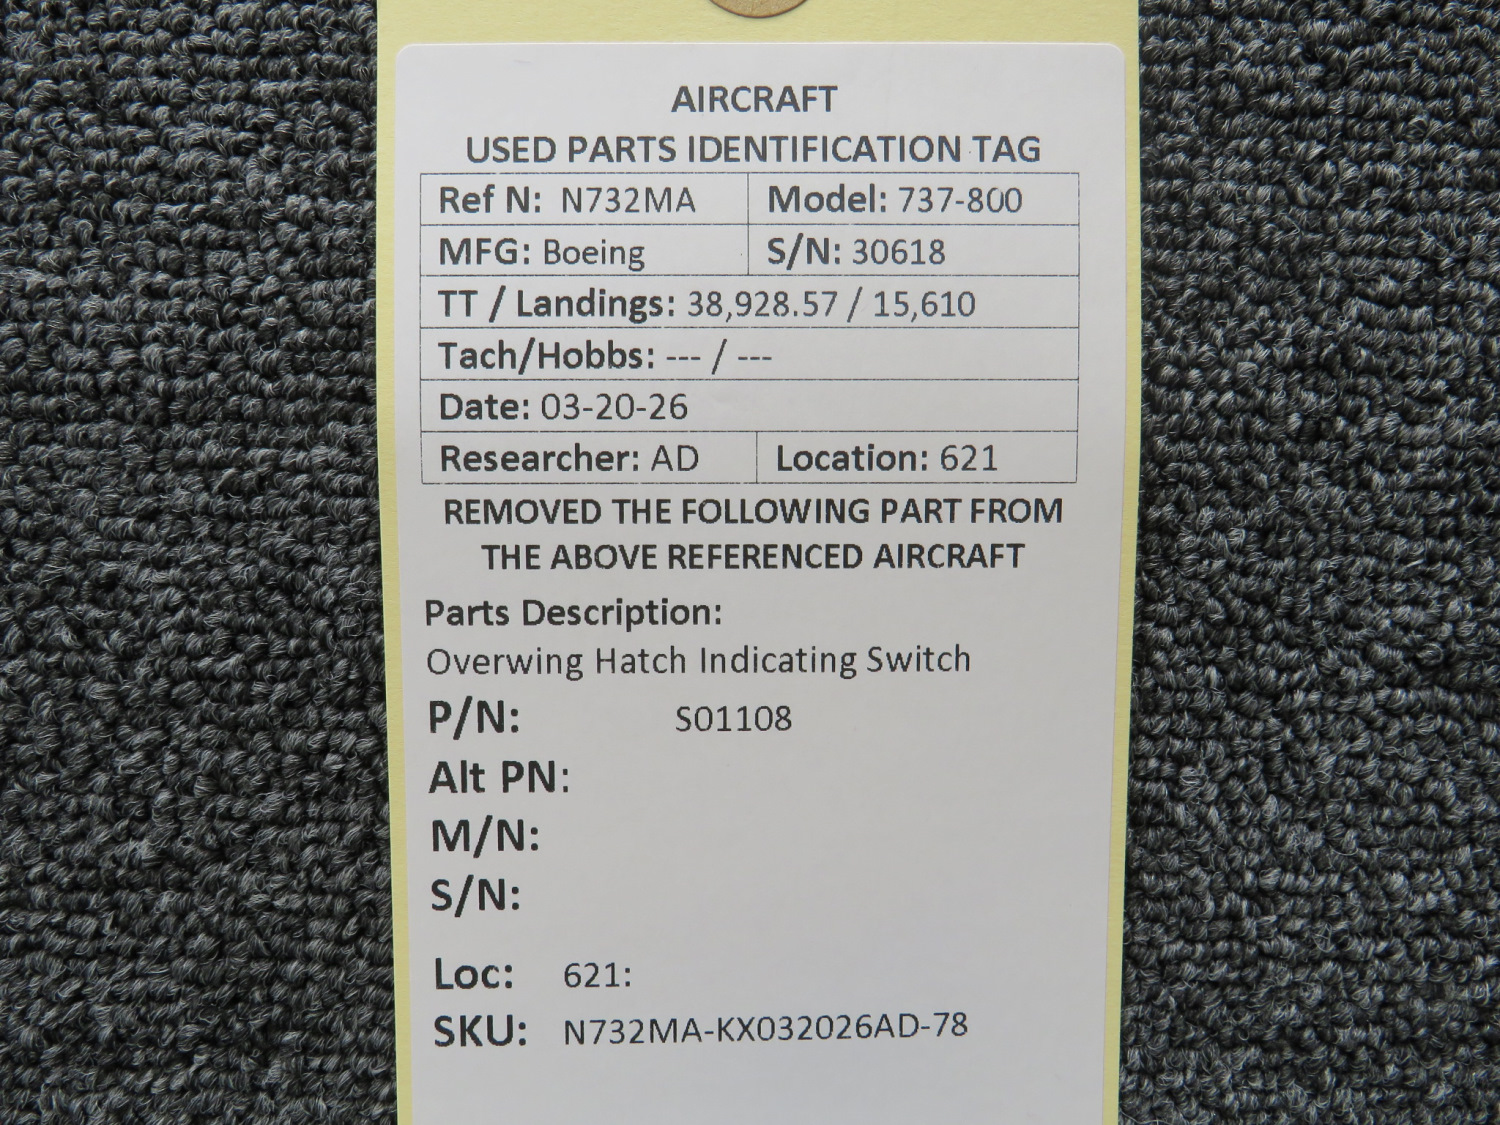 AIRCRAFT
USED PARTS IDENTIFICATION TAG
Ref N: N732MA Model: 737-800
MFG: Boeing S/N: 30618
TT / Landings: 38,928.57 / 15,610
Tach/Hobbs: --- / ---
Date: 03-20-26
Researcher: AD Location: 621
REMOVED THE FOLLOWING PART FROM
THE ABOVE REFERENCED AIRCRAFT
Parts Description:
Overwing Hatch Indicating Switch
P/N: S01108
Alt PN:
M/N:
S/N:
Loc: 621:
SKU: N732MA-KX032026AD-78